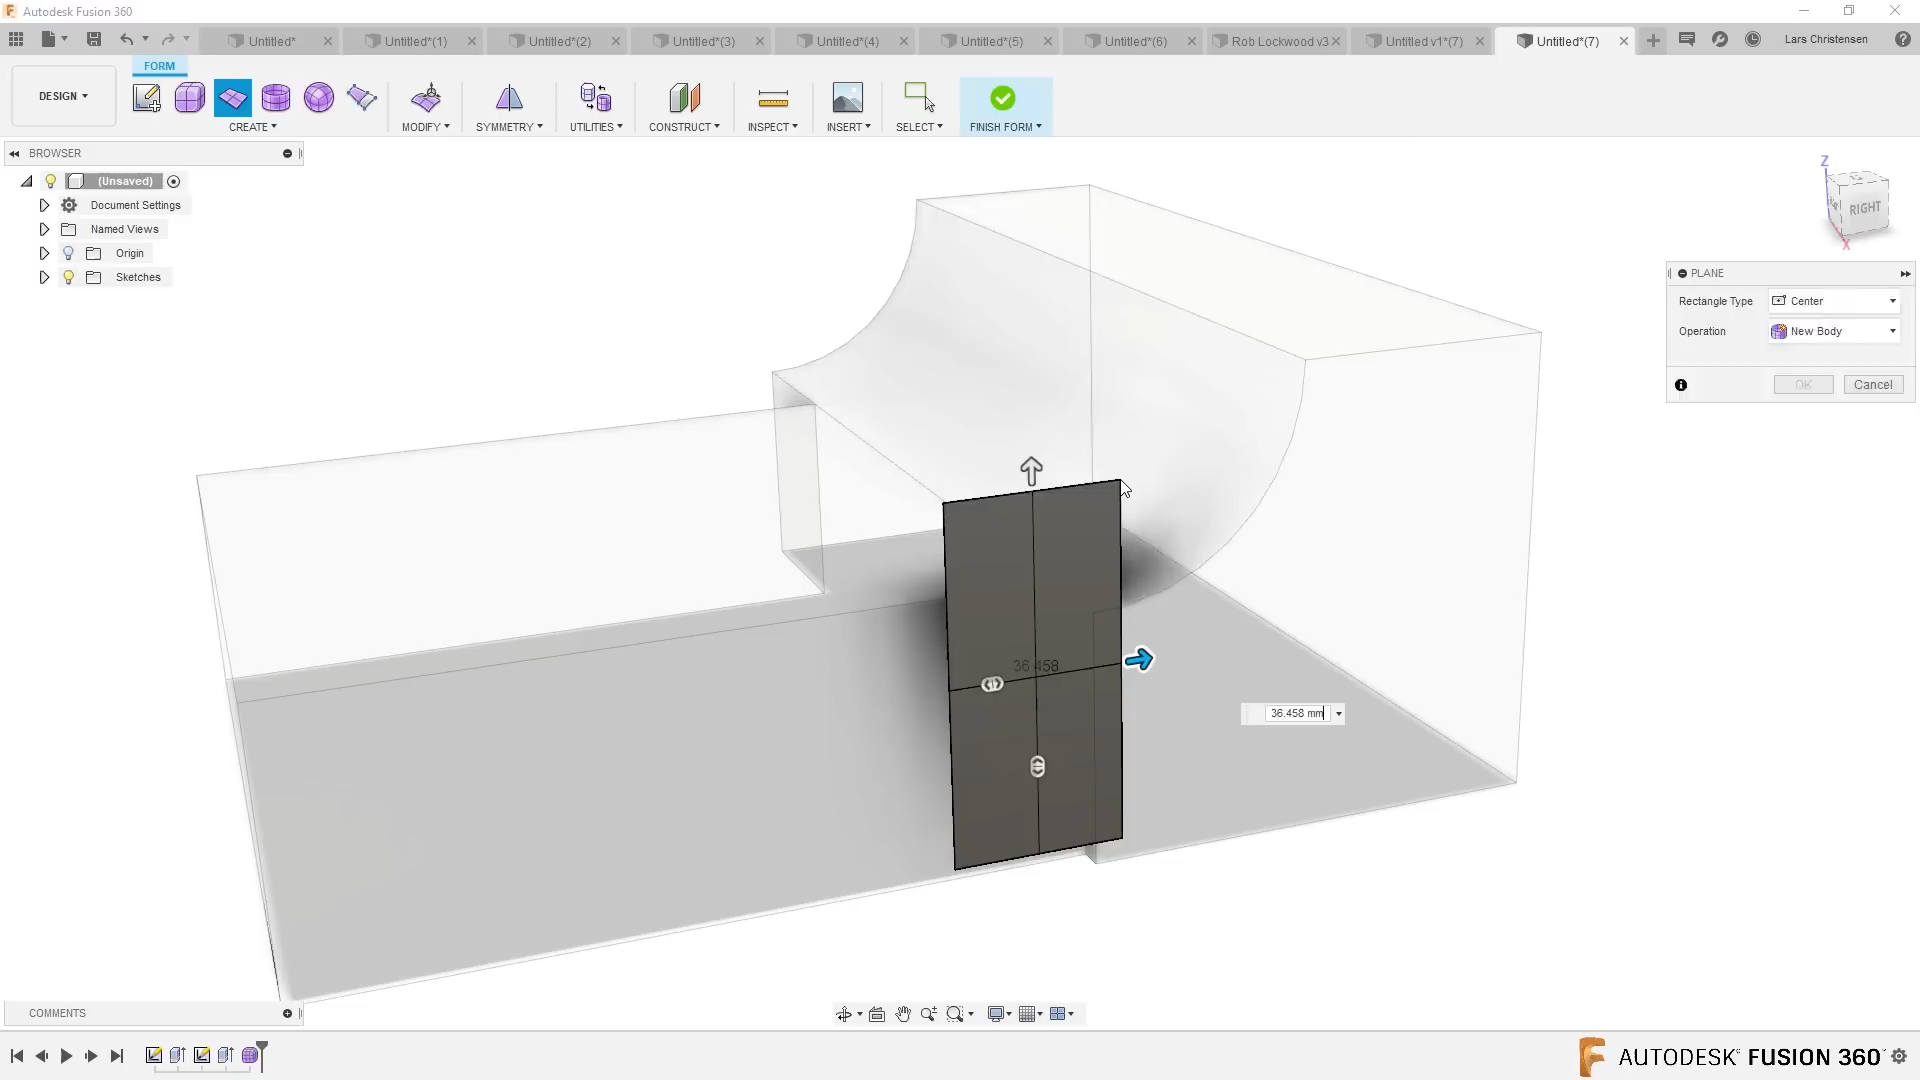 Autodesk Fusion 360
Untitled*
Untitled*(1)
Untitled*(2)
Untitled*(3)
Untitled*(4)
Untitled*(5)
Untitled*(6)
Rob Lockwood v3
Untitled v1*(7)
Untitled*(7)
Lars Christensen
DESIGN
FORM
CREATE
MODIFY
SYMMETRY
UTILITIES
CONSTRUCT
INSPECT
INSERT
SELECT
FINISH FORM
BROWSER
(Unsaved)
Document Settings
Named Views
Origin
Sketches
Z
RIGHT
X
PLANE
Rectangle Type
Center
Operation
New Body
OK
Cancel
36.458
36.458 mm
COMMENTS
AUTODESK FUSION 360